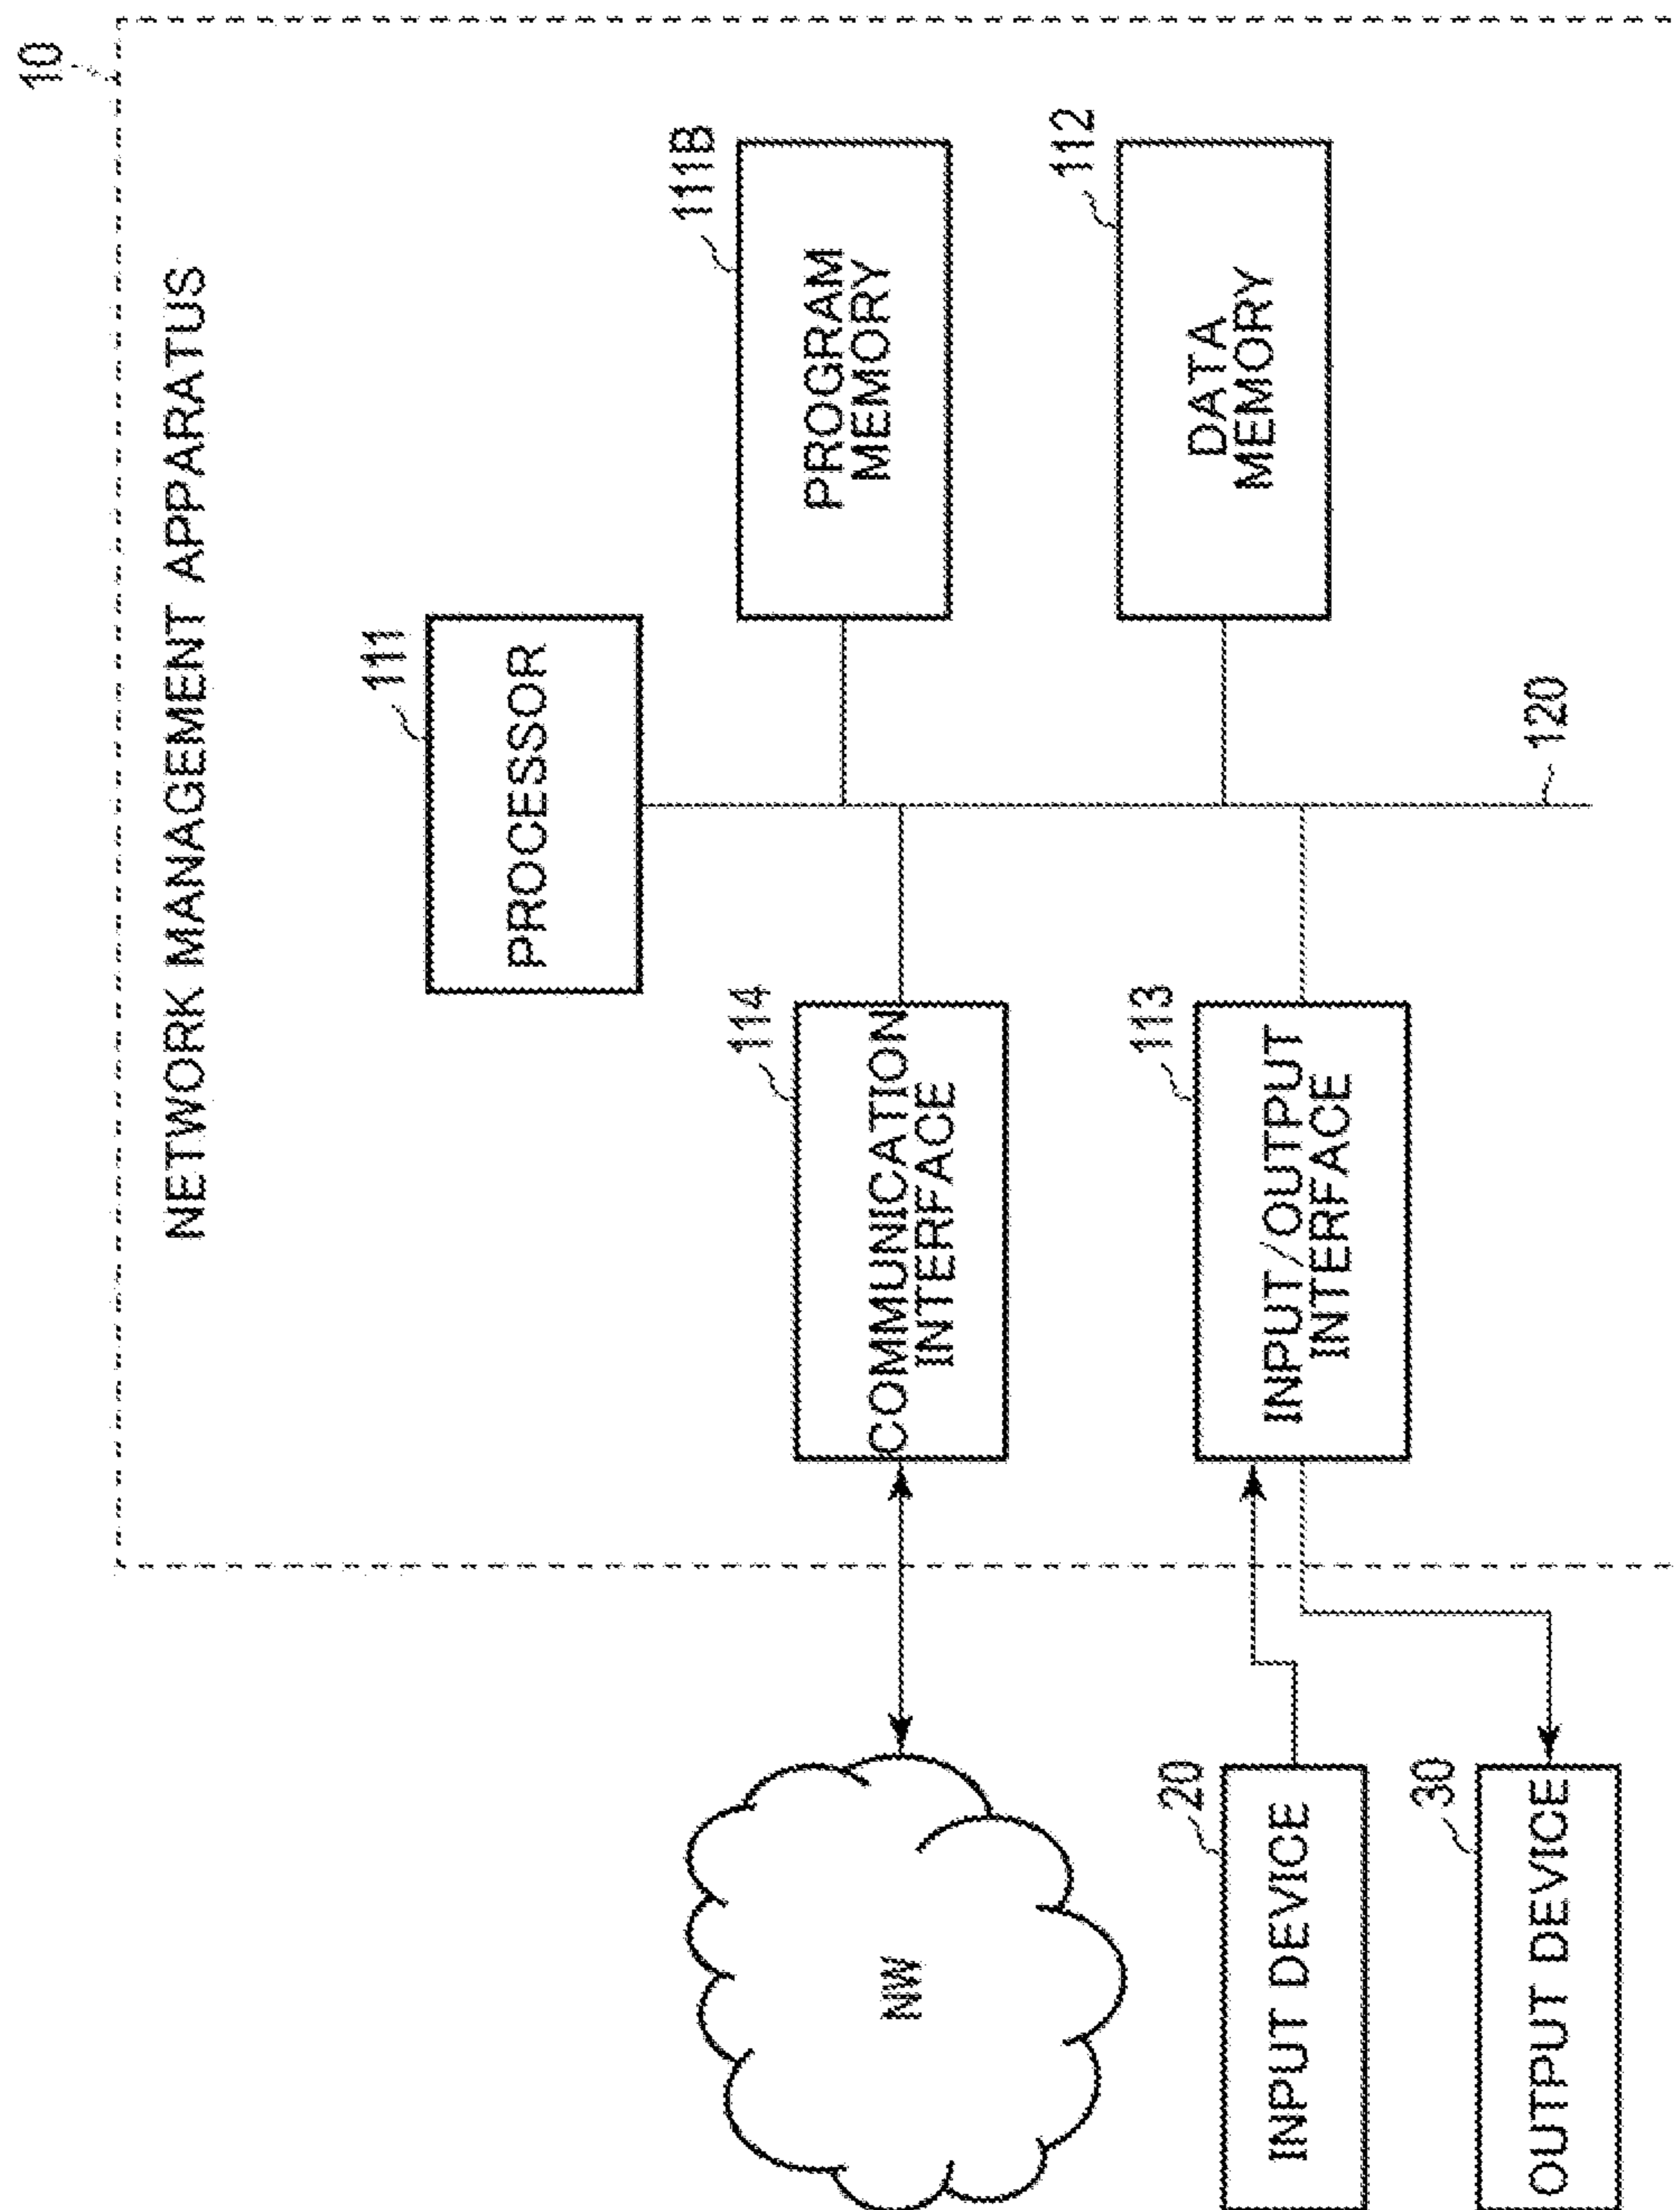 10
NETWORK MANAGEMENT APPARATUS
111
PROCESSOR
114
COMMUNICATION
INTERFACE
111B
PROGRAM
MEMORY
NW
113
INPUT/OUTPUT
INTERFACE
112
DATA
MEMORY
20
INPUT DEVICE
30
OUTPUT DEVICE
120